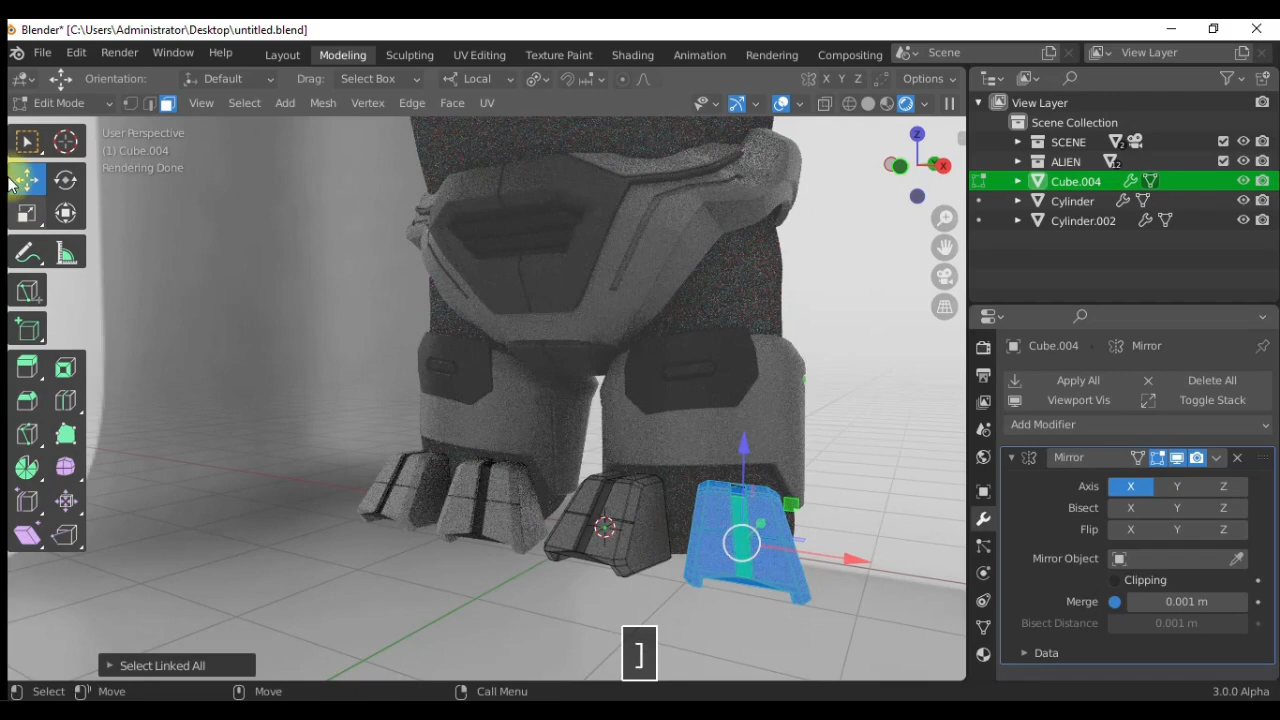 Blender* [C:\Users\Administrator\Desktop\untitled.blend]
File Edit Render Window Help Layout Modeling Sculpting UV Editing Texture Paint Shading Animation Rendering Compositing Scene View Layer
Orientation: Default Drag: Select Box Local X Y Z Options
Edit Mode View Select Add Mesh Vertex Edge Face UV
User Perspective
(1) Cube.004
Rendering Done
Z
X
View Layer
Scene Collection
SCENE 2
ALIEN 12
Cube.004
Cylinder
Cylinder.002
Cube.004 Mirror
Apply All Delete All
Viewport Vis Toggle Stack
Add Modifier
Mirror
Axis X Y Z
Bisect X Y Z
Flip X Y Z
Mirror Object
Clipping
Merge 0.001 m
Bisect Distance 0.001 m
Data
]
Select Linked All
Select Move Move Call Menu 3.0.0 Alpha